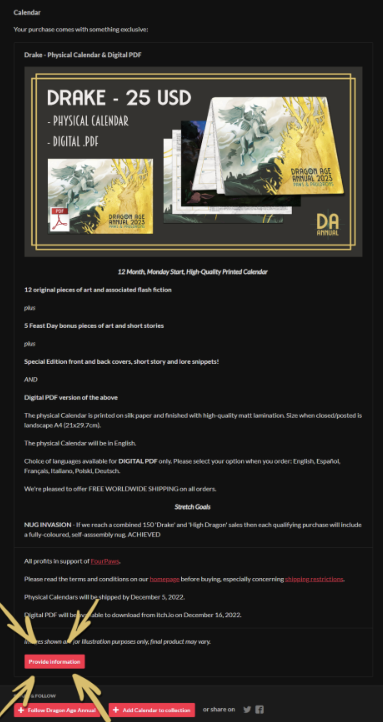 Calendar
Your purchase comes with something exclusive:
Drake - Physical Calendar & Digital PDF
DRAKE - 25 USD
- PHYSICAL CALENDAR
- DIGITAL .PDF
DRAGON AGE
ANNUAL 2023
PDF
DRAGON AGE
ANNUAL 2023
DA
ANNUAL
12 Month, Monday Start, High-Quality Printed Calendar
12 original pieces of art and associated flash fiction
plus
5 Feast Day bonus pieces of art and short stories
plus
Special Edition front and back covers, short story and lore snippets!
AND
Digital PDF version of the above
The physical Calendar is printed on silk paper and finished with high-quality matt lamination. Size when closed/posted is
landscape A4 (21x29.7cm).
The physical Calendar will be in English.
Choice of languages available for DIGITAL PDF only. Please select your option when you order: English, Español,
Français, Italiano, Polski, Deutsch.
We're pleased to offer FREE WORLDWIDE SHIPPING on all orders.
Stretch Goals
NUG INVASION - If we reach a combined 150 'Drake' and 'High Dragon' sales then each qualifying purchase will include
a fully-coloured, self-asssembly nug. ACHIEVED
All profits in support of FourPaws.
Please read the terms and conditions on our homepage before buying, especially concerning shipping restrictions.
Physical Calendars will be shipped by December 5, 2022.
Digital PDF will be available to download from itch.io on December 16, 2022.
shown are for illustration purposes only, final product may vary.
Provide information
& FOLLOW
Follow Dragon Age Annual
Add Calendar to collection
or share on